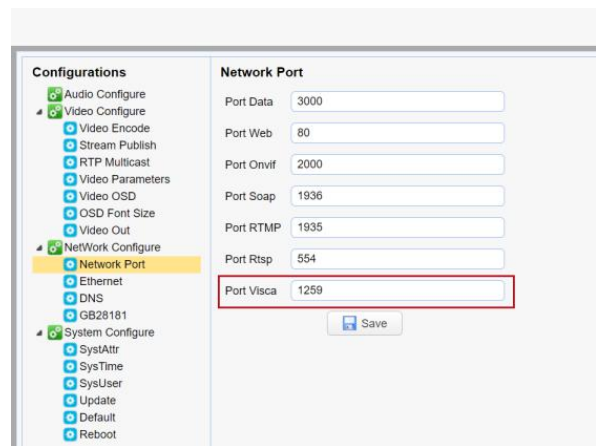 Configurations
Audio Configure
Video Configure
Video Encode
Stream Publish
RTP Multicast
Video Parameters
Video OSD
OSD Font Size
Video Out
NetWork Configure
Network Port
Ethernet
DNS
GB28181
System Configure
SystAttr
SysTime
SysUser
Update
Default
Reboot
Network Port
Port Data 3000
Port Web 80
Port Onvif 2000
Port Soap 1936
Port RTMP 1935
Port Rtsp 554
Port Visca 1259
Save